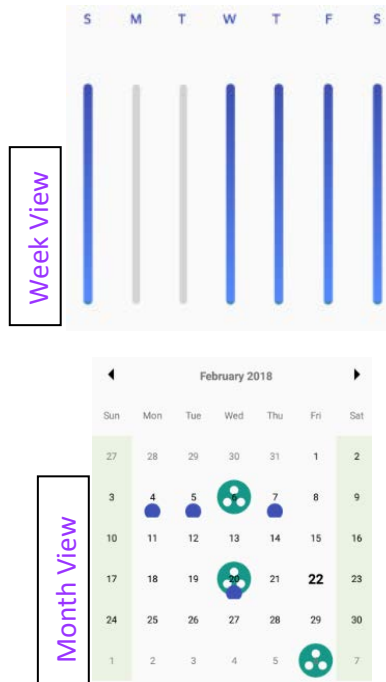 S M T W T F S
Week View
February 2018
Sun Mon Tue Wed Thu Fri Sat
27 28 29 30 31 1 2
3 4 5 6 7 8 9
10 11 12 13 14 15 16
17 18 19 20 21 22 23
24 25 26 27 28 29 30
1 2 3 4 5 7
Month View